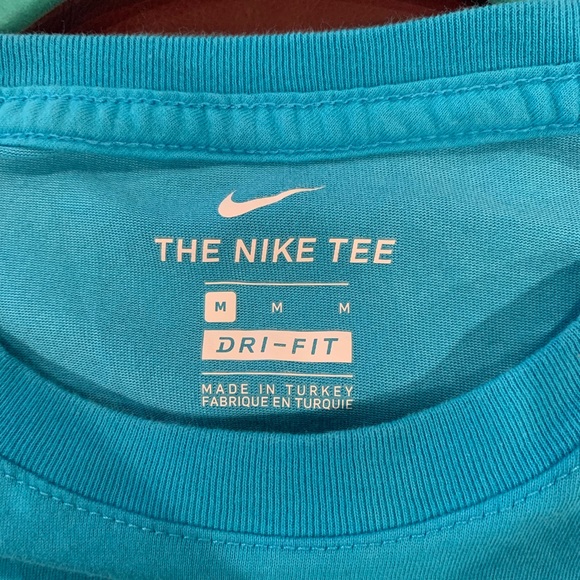 THE NIKE TEE
M M M
DRI-FIT
MADE IN TURKEY
FABRIQUE EN TURQUIE